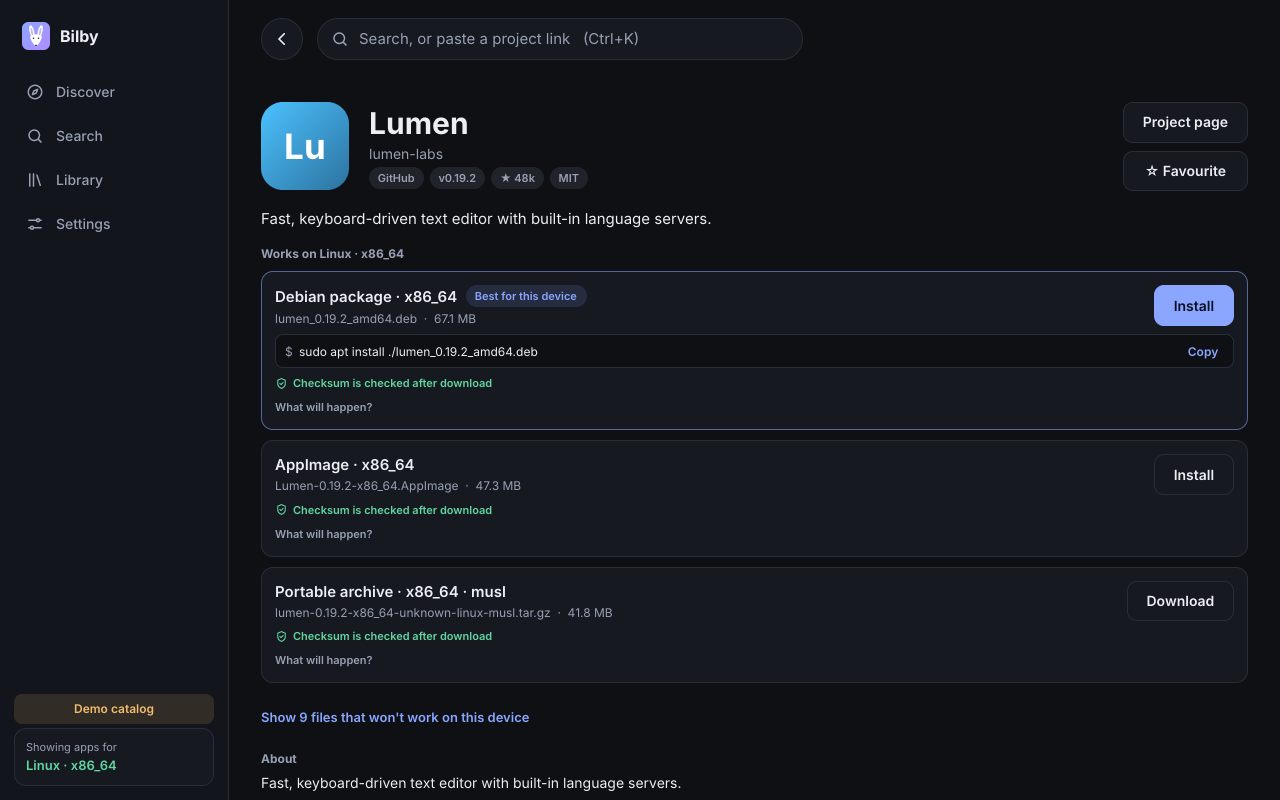 Bilby
Discover
Search
Library
Settings
Demo catalog
Showing apps for
Linux · x86_64
Search, or paste a project link (Ctrl+K)
Lu
Lumen
lumen-labs
GitHub v0.19.2 ★ 48k MIT
Project page
☆ Favourite
Fast, keyboard-driven text editor with built-in language servers.
Works on Linux · x86_64
Debian package · x86_64 Best for this device
lumen_0.19.2_amd64.deb · 67.1 MB
Install
$ sudo apt install ./lumen_0.19.2_amd64.deb Copy
Checksum is checked after download
What will happen?
AppImage · x86_64
Lumen-0.19.2-x86_64.AppImage · 47.3 MB
Install
Checksum is checked after download
What will happen?
Portable archive · x86_64 · musl
lumen-0.19.2-x86_64-unknown-linux-musl.tar.gz · 41.8 MB
Download
Checksum is checked after download
What will happen?
Show 9 files that won't work on this device
About
Fast, keyboard-driven text editor with built-in language servers.